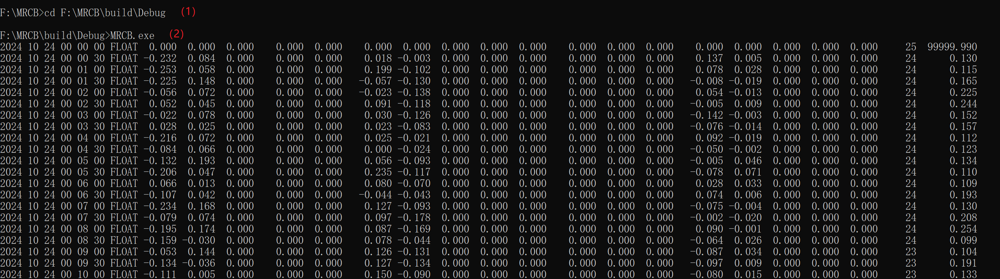 F:\MRCB>cd F:\MRCB\build\Debug (1)
F:\MRCB\build\Debug>MRCB.exe (2)
2024 10 24 00 00 00 FLOAT 0.000 0.000 0.000 0.000 0.000 0.000 0.000 0.000 0.000 0.000 0.000 0.000 0.000 0.000 0.000 0.000 0.000 0.000 25 99999.990
2024 10 24 00 00 30 FLOAT -0.232 0.084 0.000 0.000 0.000 0.018 -0.003 0.000 0.000 0.000 0.000 0.000 0.000 0.137 0.005 0.000 0.000 0.000 24 0.130
2024 10 24 00 01 00 FLOAT -0.253 0.058 0.000 0.000 0.000 0.199 -0.102 0.000 0.000 0.000 0.000 0.000 0.000 0.078 0.028 0.000 0.000 0.000 24 0.115
2024 10 24 00 01 30 FLOAT -0.225 0.148 0.000 0.000 0.000 -0.057 -0.130 0.000 0.000 0.000 0.000 0.000 0.000 -0.008 -0.019 0.000 0.000 0.000 24 0.165
2024 10 24 00 02 00 FLOAT -0.056 0.072 0.000 0.000 0.000 -0.023 -0.138 0.000 0.000 0.000 0.000 0.000 0.000 0.054 -0.013 0.000 0.000 0.000 24 0.225
2024 10 24 00 02 30 FLOAT 0.052 0.045 0.000 0.000 0.000 0.091 -0.118 0.000 0.000 0.000 0.000 0.000 0.000 -0.005 0.009 0.000 0.000 0.000 24 0.244
2024 10 24 00 03 00 FLOAT -0.022 0.078 0.000 0.000 0.000 0.030 -0.126 0.000 0.000 0.000 0.000 0.000 0.000 -0.142 -0.003 0.000 0.000 0.000 24 0.152
2024 10 24 00 03 30 FLOAT 0.028 0.025 0.000 0.000 0.000 0.023 -0.083 0.000 0.000 0.000 0.000 0.000 0.000 -0.076 -0.014 0.000 0.000 0.000 24 0.157
2024 10 24 00 04 00 FLOAT -0.216 0.072 0.000 0.000 0.000 0.025 -0.021 0.000 0.000 0.000 0.000 0.000 0.000 0.092 -0.019 0.000 0.000 0.000 24 0.112
2024 10 24 00 04 30 FLOAT -0.084 0.066 0.000 0.000 0.000 0.000 -0.024 0.000 0.000 0.000 0.000 0.000 0.000 -0.050 -0.002 0.000 0.000 0.000 24 0.123
2024 10 24 00 05 00 FLOAT -0.132 0.193 0.000 0.000 0.000 0.056 -0.093 0.000 0.000 0.000 0.000 0.000 0.000 -0.005 0.046 0.000 0.000 0.000 24 0.134
2024 10 24 00 05 30 FLOAT -0.206 0.047 0.000 0.000 0.000 0.235 -0.117 0.000 0.000 0.000 0.000 0.000 0.000 -0.078 0.071 0.000 0.000 0.000 24 0.110
2024 10 24 00 06 00 FLOAT 0.066 0.013 0.000 0.000 0.000 0.080 -0.070 0.000 0.000 0.000 0.000 0.000 0.000 0.028 0.033 0.000 0.000 0.000 24 0.109
2024 10 24 00 06 30 FLOAT -0.107 0.042 0.000 0.000 0.000 -0.044 -0.043 0.000 0.000 0.000 0.000 0.000 0.000 0.074 0.006 0.000 0.000 0.000 24 0.193
2024 10 24 00 07 00 FLOAT -0.234 0.168 0.000 0.000 0.000 0.127 -0.093 0.000 0.000 0.000 0.000 0.000 0.000 -0.075 -0.004 0.000 0.000 0.000 24 0.130
2024 10 24 00 07 30 FLOAT -0.079 0.074 0.000 0.000 0.000 0.097 -0.178 0.000 0.000 0.000 0.000 0.000 0.000 -0.002 -0.020 0.000 0.000 0.000 24 0.208
2024 10 24 00 08 00 FLOAT -0.195 0.174 0.000 0.000 0.000 0.087 -0.169 0.000 0.000 0.000 0.000 0.000 0.000 0.090 -0.001 0.000 0.000 0.000 24 0.254
2024 10 24 00 08 30 FLOAT -0.159 -0.030 0.000 0.000 0.000 0.078 -0.044 0.000 0.000 0.000 0.000 0.000 0.000 -0.064 0.026 0.000 0.000 0.000 24 0.099
2024 10 24 00 09 00 FLOAT -0.053 0.144 0.000 0.000 0.000 0.126 -0.131 0.000 0.000 0.000 0.000 0.000 0.000 -0.087 0.034 0.000 0.000 0.000 23 0.104
2024 10 24 00 09 30 FLOAT -0.134 -0.036 0.000 0.000 0.000 0.127 -0.134 0.000 0.000 0.000 0.000 0.000 0.000 -0.097 0.009 0.000 0.000 0.000 23 0.191
2024 10 24 00 10 00 FLOAT -0.111 0.005 0.000 0.000 0.000 0.150 -0.090 0.000 0.000 0.000 0.000 0.000 0.000 -0.080 0.015 0.000 0.000 0.000 23 0.133